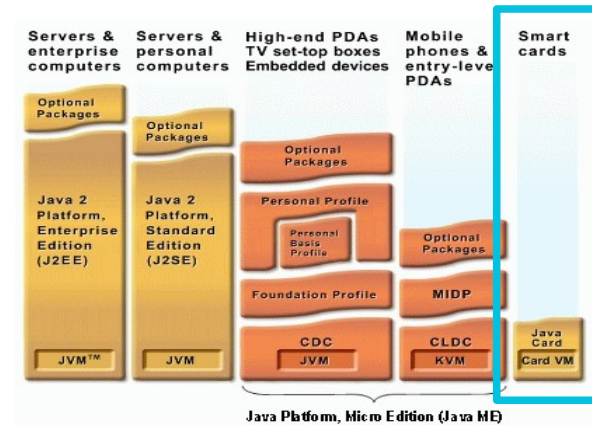 Servers &
enterprise
computers
Servers &
personal
computers
High-end PDAs
TV set-top boxes
Embedded devices
Mobile
phones &
entry-level
PDAs
Smart
cards
Optional
Packages
Java 2
Platform,
Enterprise
Edition
(J2EE)
JVM™
Optional
Packages
Java 2
Platform,
Standard
Edition
(J2SE)
JVM
Optional
Packages
Personal Profile
Personal
Basis
Profile
Foundation Profile
CDC
JVM
Optional
Packages
MIDP
CLDC
KVM
Java
Card
Card VM
Java Platform, Micro Edition (Java ME)